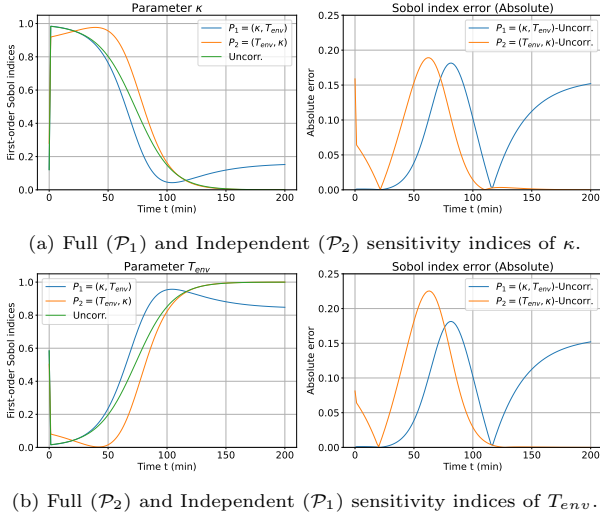 Parameter κ
First-order Sobol indices
1.0
0.8
0.6
0.4
0.2
0.0
P₁ = (κ, Tₑₙᵥ)
P₂ = (Tₑₙᵥ, κ)
Uncorr.
0 50 100 150 200
Time t (min)
Sobol index error (Absolute)
Absolute error
0.25
0.20
0.15
0.10
0.05
0.00
P₁ = (κ, Tₑₙᵥ)-Uncorr.
P₂ = (Tₑₙᵥ, κ)-Uncorr.
0 50 100 150 200
Time t (min)
(a) Full (𝒫₁) and Independent (𝒫₂) sensitivity indices of κ.
Parameter Tₑₙᵥ
First-order Sobol indices
1.0
0.8
0.6
0.4
0.2
0.0
P₁ = (κ, Tₑₙᵥ)
P₂ = (Tₑₙᵥ, κ)
Uncorr.
0 50 100 150 200
Time t (min)
Sobol index error (Absolute)
Absolute error
0.25
0.20
0.15
0.10
0.05
0.00
P₁ = (κ, Tₑₙᵥ)-Uncorr.
P₂ = (Tₑₙᵥ, κ)-Uncorr.
0 50 100 150 200
Time t (min)
(b) Full (𝒫₂) and Independent (𝒫₁) sensitivity indices of Tₑₙᵥ.